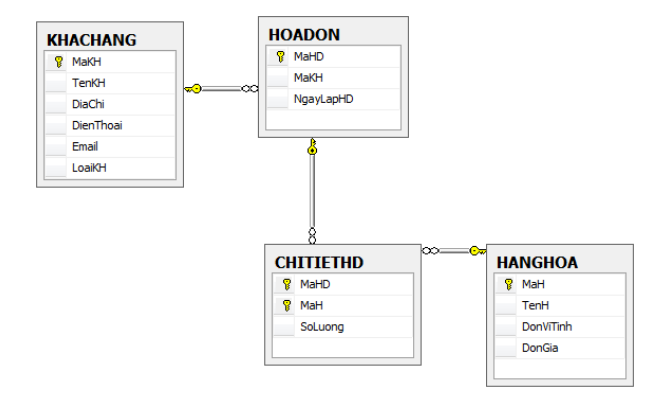 KHACHANG
MaKH
TenKH
DiaChi
DienThoai
Email
LoaiKH
HOADON
MaHD
MaKH
NgayLapHD
CHITIETHD
MaHD
MaH
SoLuong
HANGHOA
MaH
TenH
DonViTinh
DonGia